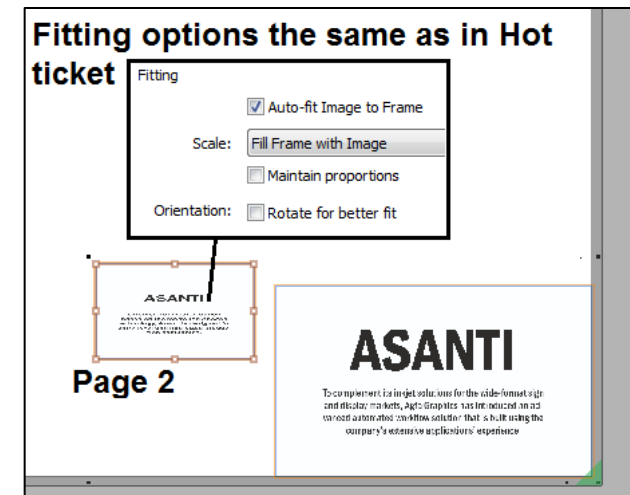 Fitting options the same as in Hot
ticket
Fitting
Auto-fit Image to Frame
Scale: Fill Frame with Image
Maintain proportions
Orientation: Rotate for better fit
ASANTI
Page 2
ASANTI
To complement its inkjet solutions for the wide-format sign
and display markets, Agfa Graphics has introduced an ad
vanced automated workflow solution that is built using the
company's extensive applications' experience